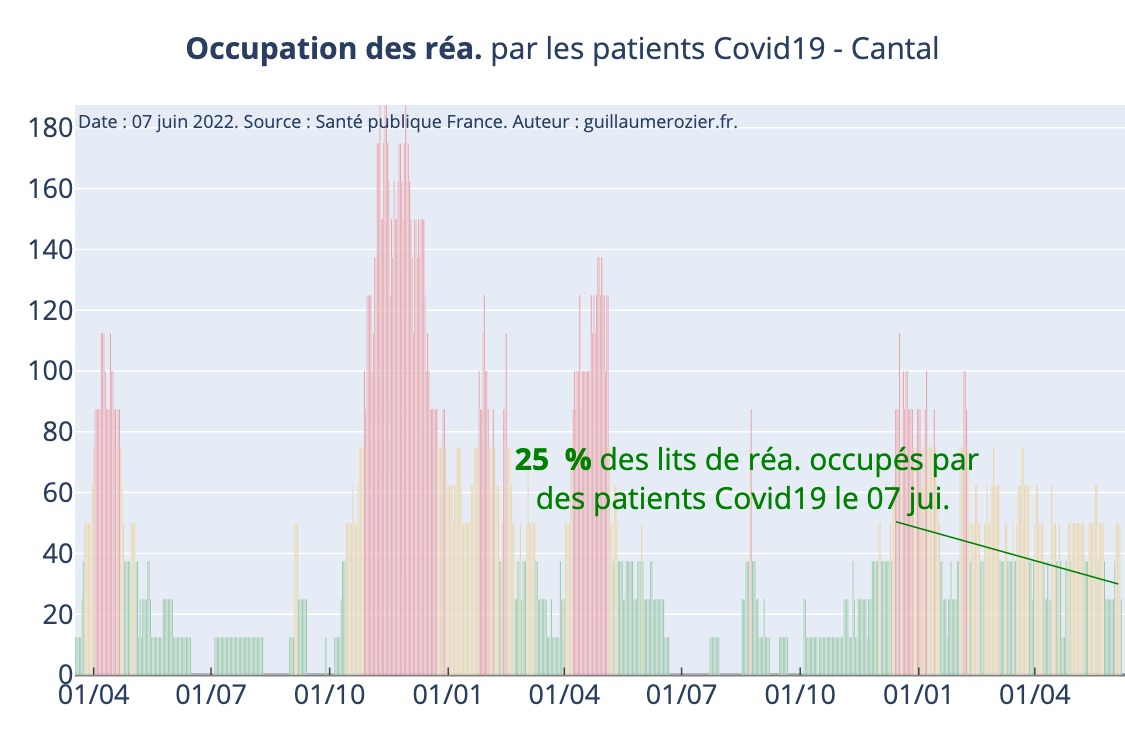 Occupation des réa. par les patients Covid19 - Cantal
180
Date : 07 juin 2022. Source : Santé publique France. Auteur : guillaumerozier.fr.
160
140
120
100
80
25 % des lits de réa. occupés par
60
des patients Covid19 le 07 jui.
40
20
0
01/04 01/07 01/10 01/01 01/04 01/07 01/10 01/01 01/04